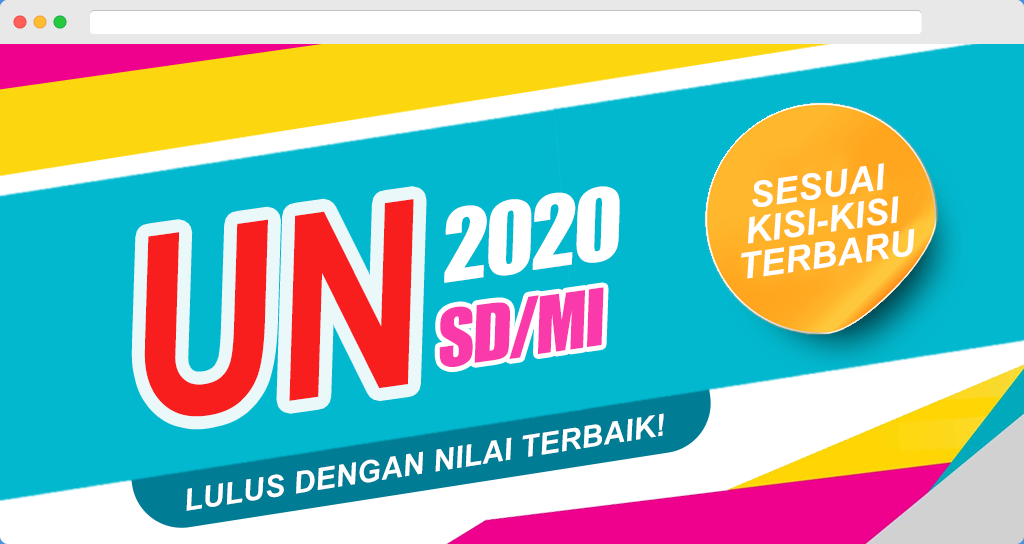 UN
2020
SD/MI
SESUAI
KISI-KISI
TERBARU
LULUS DENGAN NILAI TERBAIK!